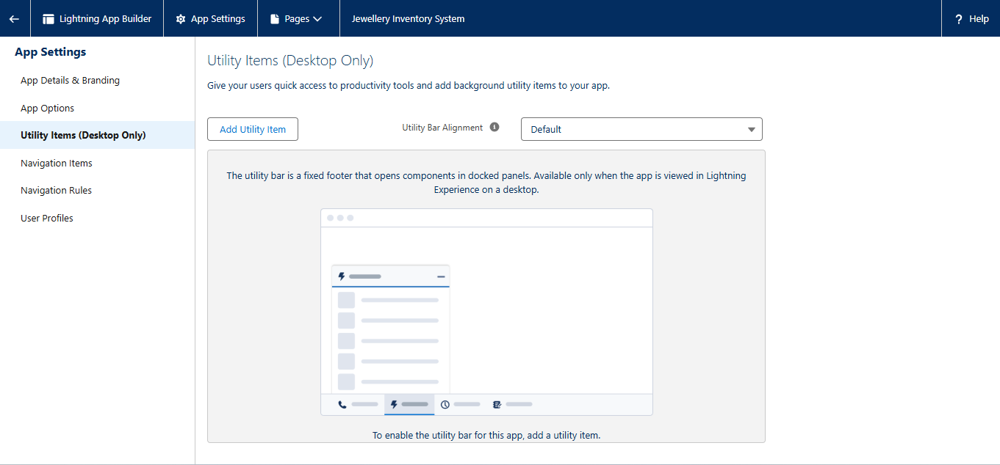 Lightning App Builder
App Settings
Pages
Jewellery Inventory System
? Help
App Settings
App Details & Branding
App Options
Utility Items (Desktop Only)
Navigation Items
Navigation Rules
User Profiles
Utility Items (Desktop Only)
Give your users quick access to productivity tools and add background utility items to your app.
Add Utility Item
Utility Bar Alignment
Default
The utility bar is a fixed footer that opens components in docked panels. Available only when the app is viewed in Lightning
Experience on a desktop.
To enable the utility bar for this app, add a utility item.